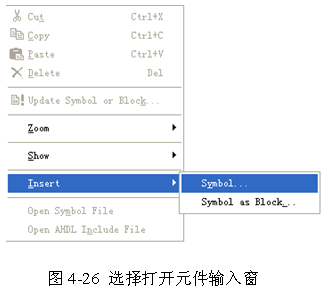 Cut Ctrl+X
Copy Ctrl+C
Paste Ctrl+V
Delete Del
Update Symbol or Block...
Zoom
Show
Insert
Symbol...
Symbol as Block_..
Open Symbol File
Open AHDL Include File
图4-26 选择打开元件输入窗